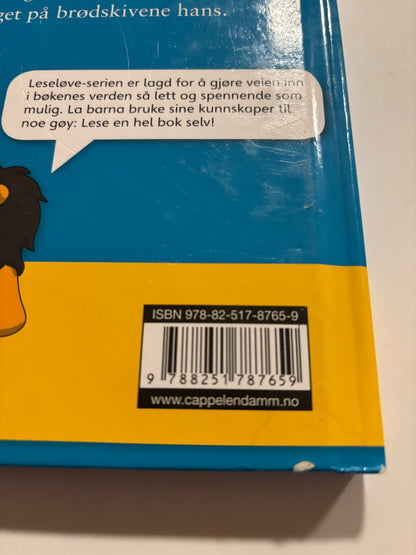 get på brødskivene hans.
Leseløve-serien er lagd for å gjøre veien inn
i bøkenes verden så lett og spennende som
mulig. La barna bruke sine kunnskaper til
noe gøy: Lese en hel bok selv!
ISBN 978-82-517-8765-9
9 788251 787659
www.cappelendamm.no